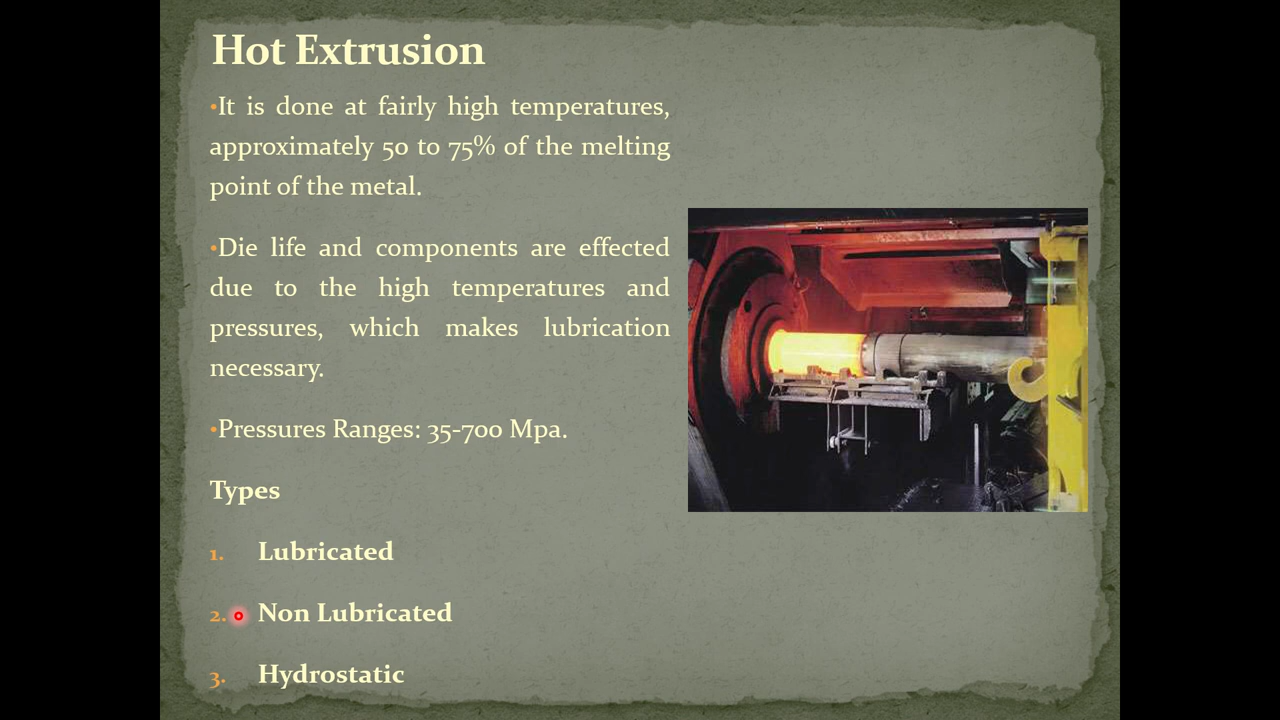 Hot Extrusion
•It is done at fairly high temperatures,
approximately 50 to 75% of the melting
point of the metal.
•Die life and components are effected
due to the high temperatures and
pressures, which makes lubrication
necessary.
•Pressures Ranges: 35-700 Mpa.
Types
1. Lubricated
2. Non Lubricated
3. Hydrostatic